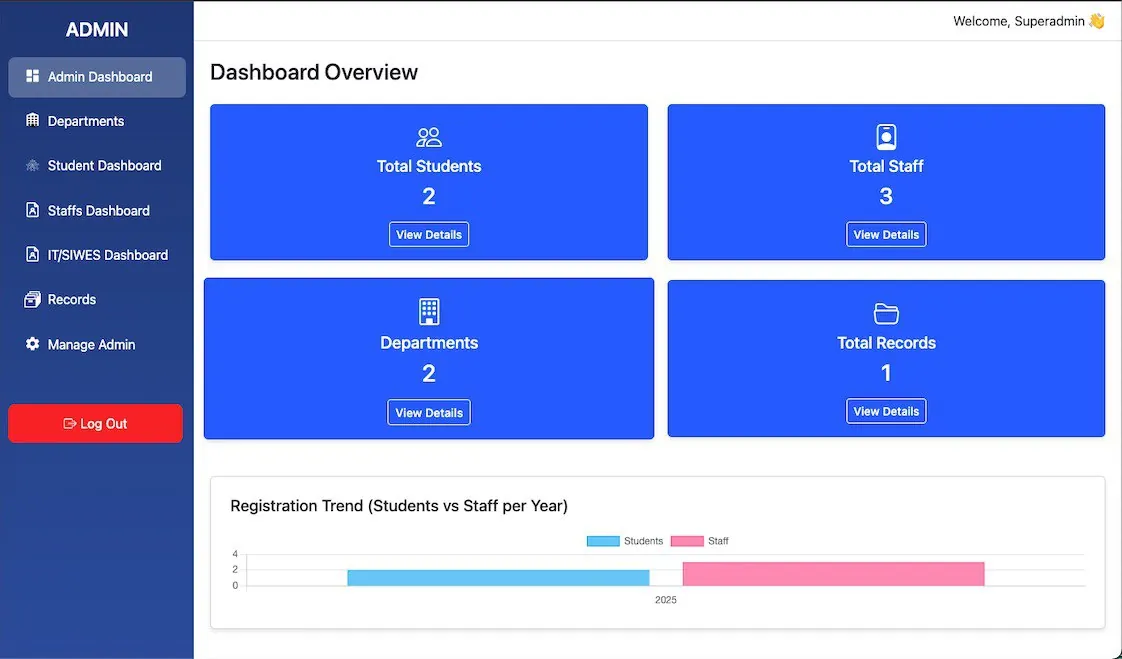 ADMIN
Admin Dashboard
Departments
Student Dashboard
Staffs Dashboard
IT/SIWES Dashboard
Records
Manage Admin
Log Out
Welcome, Superadmin 👋
Dashboard Overview
Total Students
2
View Details
Total Staff
3
View Details
Departments
2
View Details
Total Records
1
View Details
Registration Trend (Students vs Staff per Year)
Students Staff
4
2
0
2025